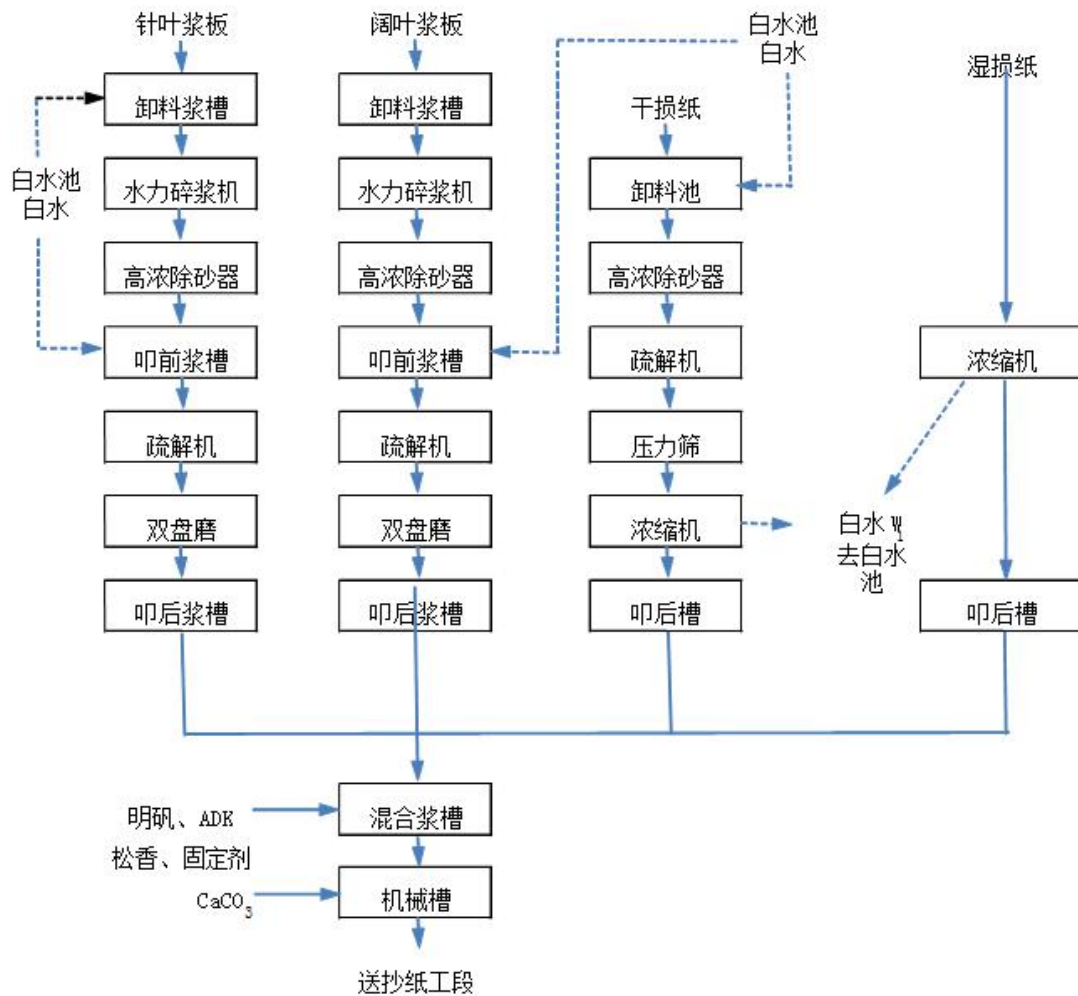 针叶浆板
阔叶浆板
白水池
白水
湿损纸
干损纸
卸料浆槽
卸料浆槽
白水池
白水
水力碎浆机
水力碎浆机
卸料池
高浓除砂器
高浓除砂器
高浓除砂器
叩前浆槽
叩前浆槽
疏解机
浓缩机
疏解机
疏解机
压力筛
双盘磨
双盘磨
浓缩机
白水
去白水
池
叩后浆槽
叩后浆槽
叩后槽
叩后槽
明矾、ADK
混合浆槽
松香、固定剂
CaCO₃
机械槽
送抄纸工段